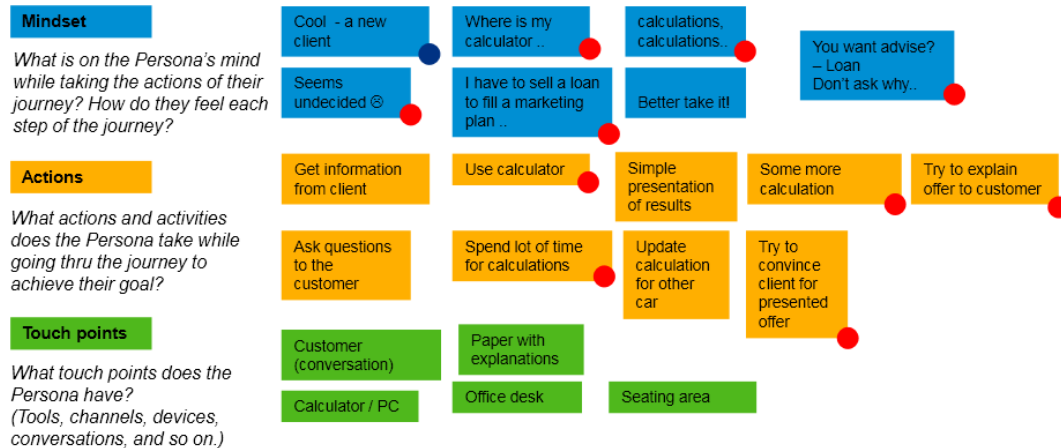 Mindset
What is on the Persona's mind
while taking the actions of their
journey? How do they feel each
step of the journey?
Cool - a new
client
Where is my
calculator ..
calculations,
calculations..
You want advise?
– Loan
Don't ask why..
Seems
undecided ☹
I have to sell a loan
to fill a marketing
plan ..
Better take it!
Actions
What actions and activities
does the Persona take while
going thru the journey to
achieve their goal?
Get information
from client
Use calculator
Simple
presentation
of results
Some more
calculation
Try to explain
offer to customer
Ask questions
to the
customer
Spend lot of time
for calculations
Update
calculation
for other
car
Try to
convince
client for
presented
offer
Touch points
What touch points does the
Persona have?
(Tools, channels, devices,
conversations, and so on.)
Customer
(conversation)
Paper with
explanations
Calculator / PC
Office desk
Seating area